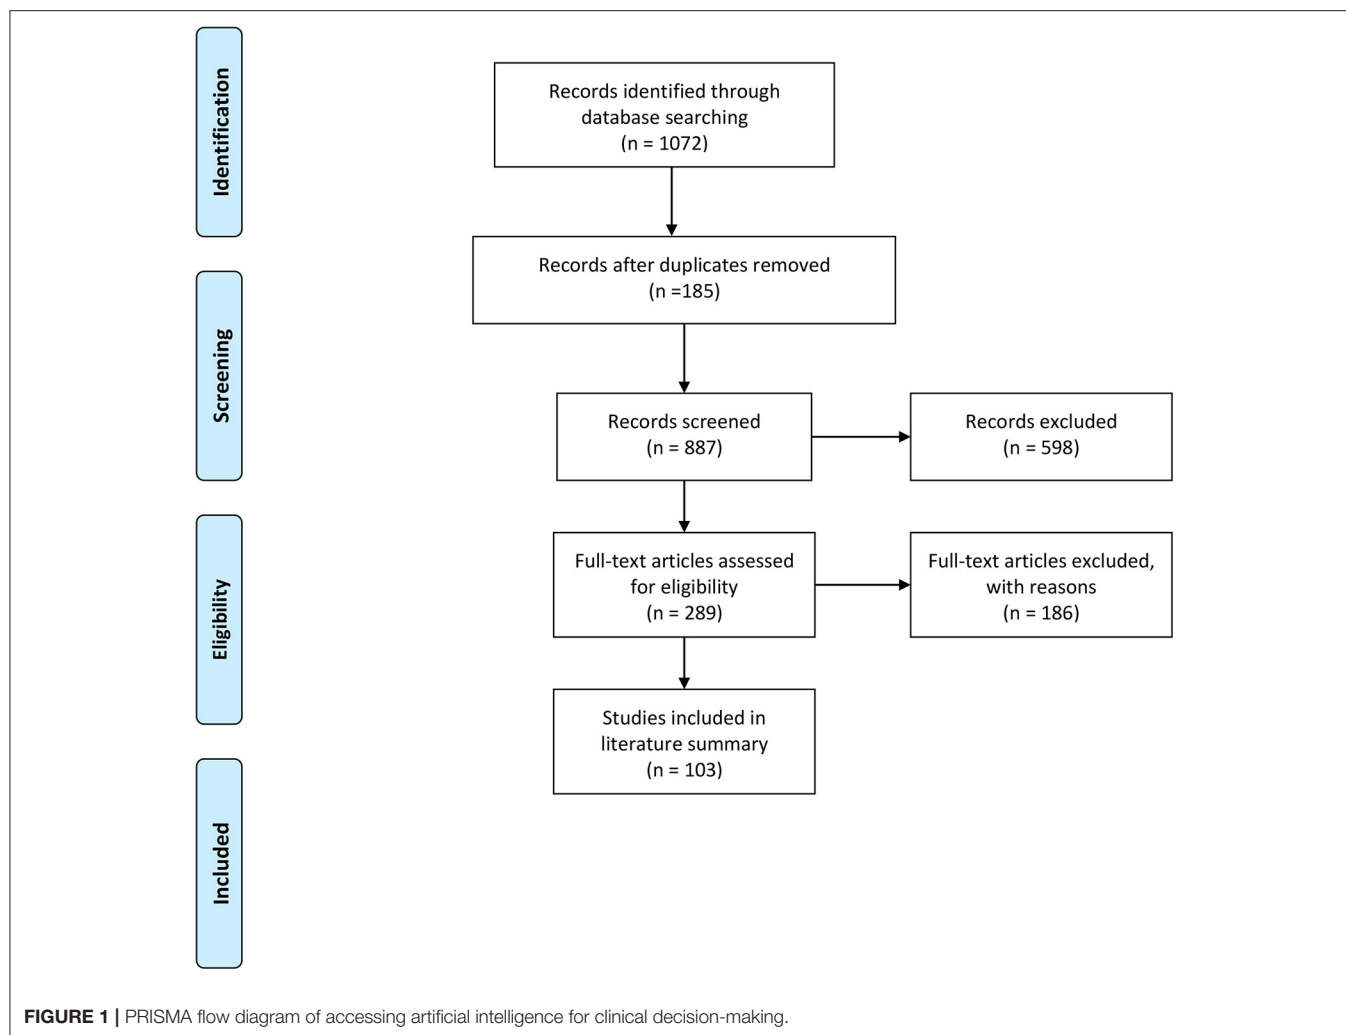 Identification
Records identified through
database searching
(n = 1072)
Records after duplicates removed
(n =185)
Screening
Records screened
(n = 887)
Records excluded
(n = 598)
Eligibility
Full-text articles assessed
for eligibility
(n = 289)
Full-text articles excluded,
with reasons
(n = 186)
Studies included in
literature summary
(n = 103)
Included
FIGURE 1 | PRISMA flow diagram of accessing artificial intelligence for clinical decision-making.